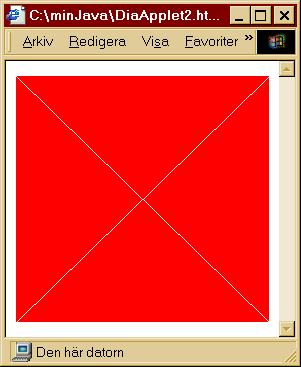 C:\minJava\DiaApplet2.ht...
Arkiv Redigera Visa Favoriter »
Den här datorn